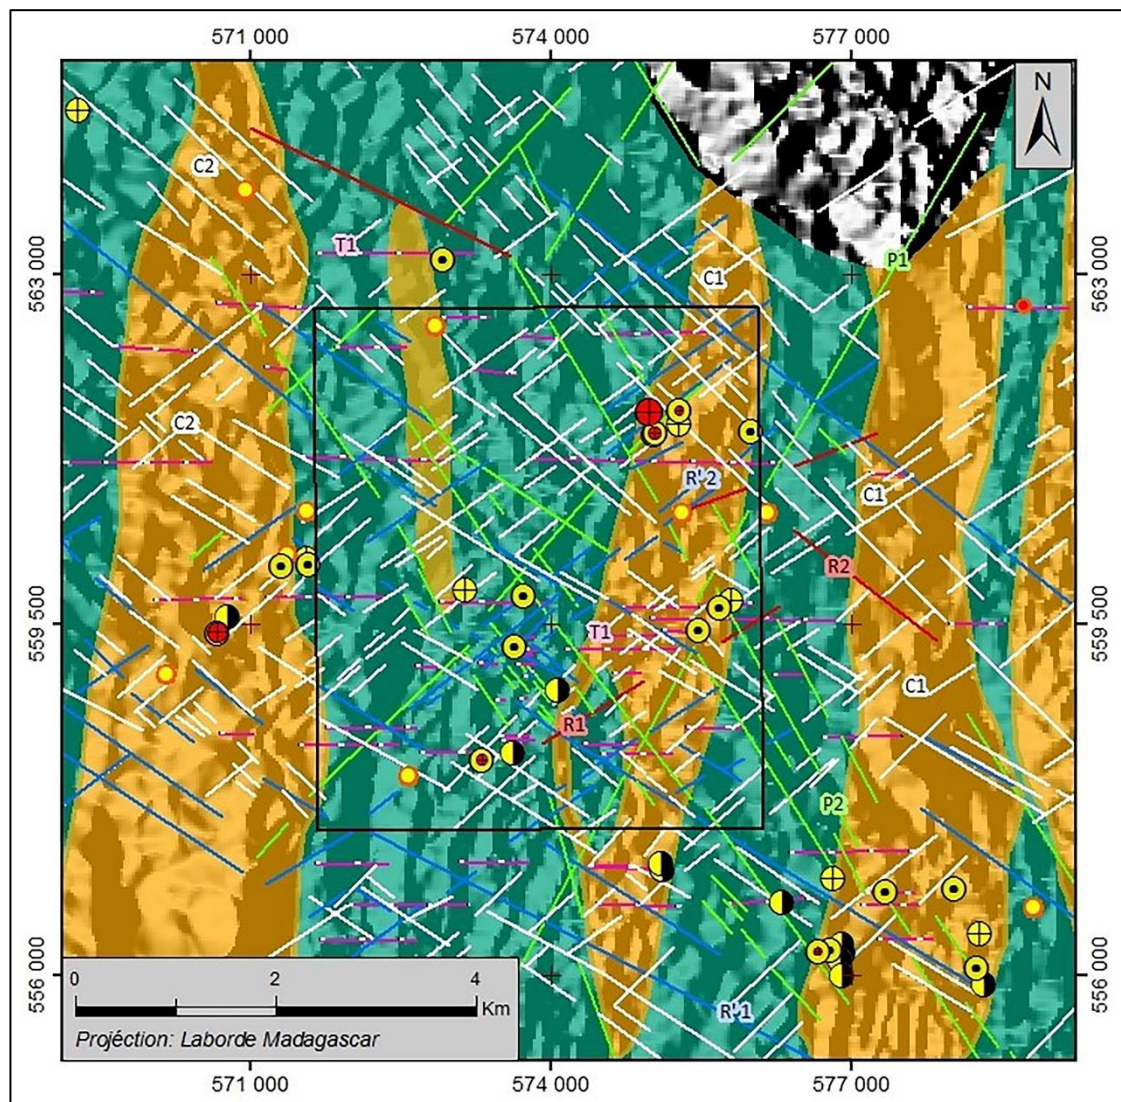 571 000 574 000 577 000
N
C2
T1
P1
563 000 563 000
C1
C2
R'2
C1
R2
559 500 559 500
T1
C1
R1
P2
556 000 556 000
0 2 4
Km
R'1
Projéction: Laborde Madagascar
571 000 574 000 577 000